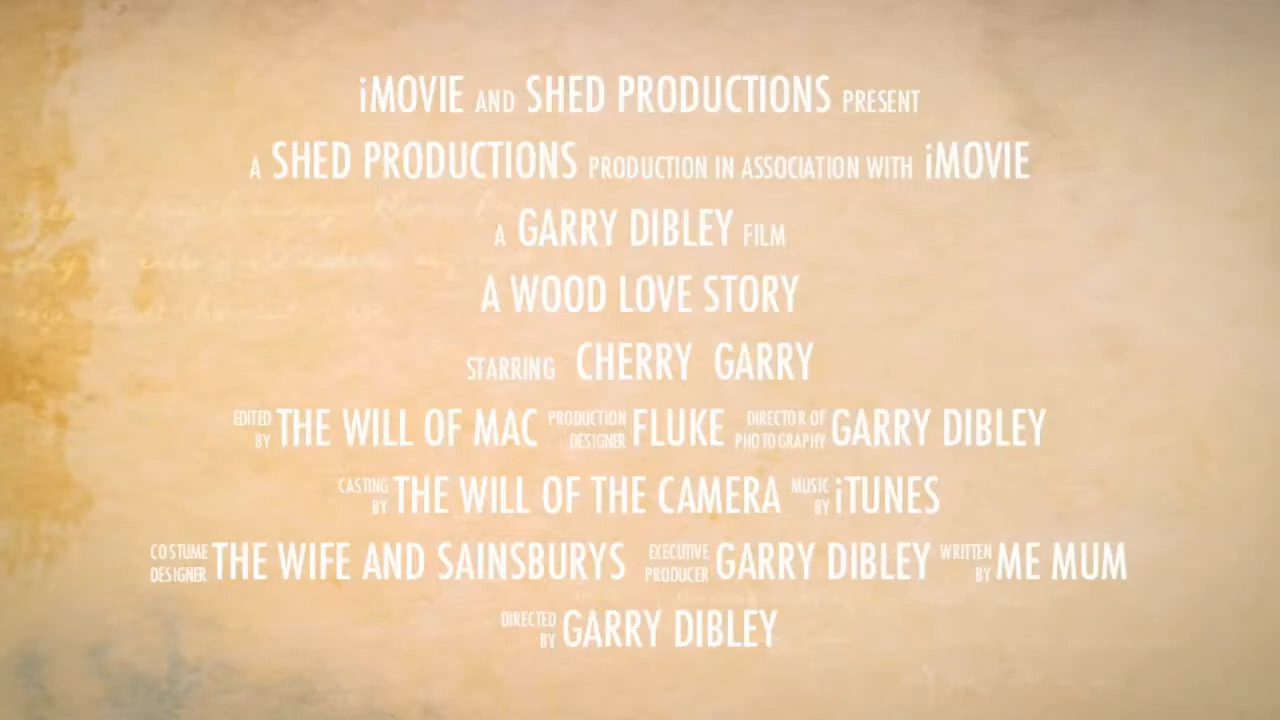 iMOVIE AND SHED PRODUCTIONS PRESENT
A SHED PRODUCTIONS PRODUCTION IN ASSOCIATION WITH iMOVIE
A GARRY DIBLEY FILM
A WOOD LOVE STORY
STARRING CHERRY GARRY
EDITED BY THE WILL OF MAC PRODUCTION DESIGNER FLUKE DIRECTOR OF PHOTOGRAPHY GARRY DIBLEY
CASTING BY THE WILL OF THE CAMERA MUSIC BY iTUNES
COSTUME DESIGNER THE WIFE AND SAINSBURYS EXECUTIVE PRODUCER GARRY DIBLEY WRITTEN BY ME MUM
DIRECTED BY GARRY DIBLEY